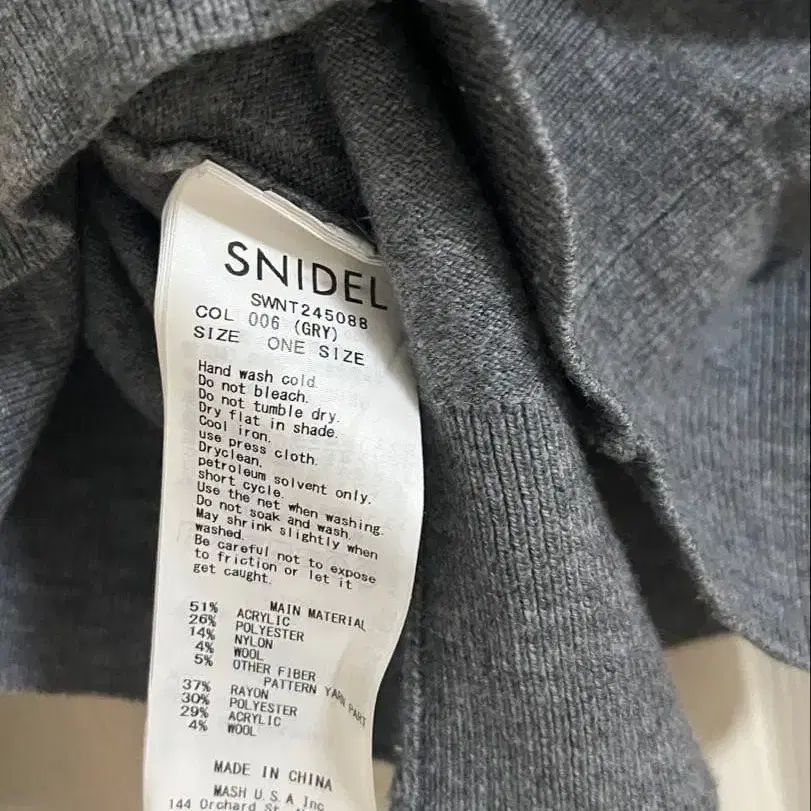 SNIDEL
SWNT245088
COL 006 (GRY)
SIZE ONE SIZE
Hand wash cold.
Do not bleach.
Do not tumble dry.
Dry flat in shade.
Cool iron.
use press cloth.
Dryclean,
petroleum solvent only.
short cycle.
Use the net when washing.
Do not soak and wash.
May shrink slightly when
washed.
Be careful not to expose
to friction or let it
get caught.
MAIN MATERIAL
51% ACRYLIC
26% POLYESTER
14% NYLON
4% WOOL
5% OTHER FIBER
PATTERN YARN PART
37% RAYON
30% POLYESTER
29% ACRYLIC
4% WOOL
MADE IN CHINA
MASH U.S.A Inc
144 Orchard St